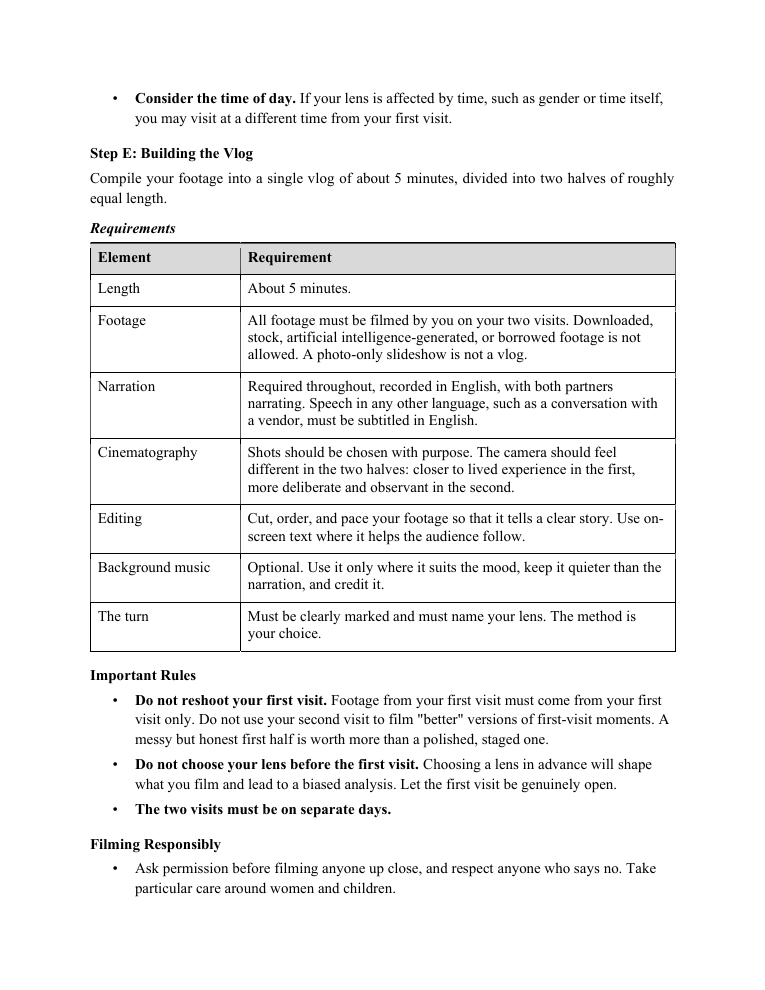 • Consider the time of day. If your lens is affected by time, such as gender or time itself,
you may visit at a different time from your first visit.
Step E: Building the Vlog
Compile your footage into a single vlog of about 5 minutes, divided into two halves of roughly
equal length.
Requirements
Element Requirement
Length About 5 minutes.
Footage All footage must be filmed by you on your two visits. Downloaded,
stock, artificial intelligence-generated, or borrowed footage is not
allowed. A photo-only slideshow is not a vlog.
Narration Required throughout, recorded in English, with both partners
narrating. Speech in any other language, such as a conversation with
a vendor, must be subtitled in English.
Cinematography Shots should be chosen with purpose. The camera should feel
different in the two halves: closer to lived experience in the first,
more deliberate and observant in the second.
Editing Cut, order, and pace your footage so that it tells a clear story. Use on-
screen text where it helps the audience follow.
Background music Optional. Use it only where it suits the mood, keep it quieter than the
narration, and credit it.
The turn Must be clearly marked and must name your lens. The method is
your choice.
Important Rules
• Do not reshoot your first visit. Footage from your first visit must come from your first
visit only. Do not use your second visit to film "better" versions of first-visit moments. A
messy but honest first half is worth more than a polished, staged one.
• Do not choose your lens before the first visit. Choosing a lens in advance will shape
what you film and lead to a biased analysis. Let the first visit be genuinely open.
• The two visits must be on separate days.
Filming Responsibly
• Ask permission before filming anyone up close, and respect anyone who says no. Take
particular care around women and children.